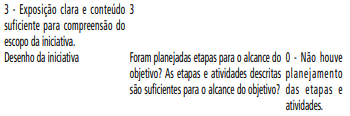 3 - Exposição clara e conteúdo 3
suficiente para compreensão do
escopo da iniciativa.
Desenho da iniciativa
Foram planejadas etapas para o alcance do
objetivo? As etapas e atividades descritas
são suficientes para o alcance do objetivo?
0 - Não houve
planejamento
das etapas e
atividades.